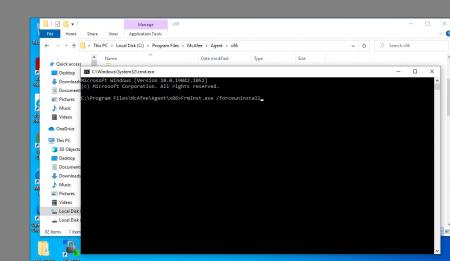 Manage
x86
File
Home
Share
View
Application Tools
This PC > Local Disk (C:) > Program Files > McAfee > Agent > x86
Search x86
Name
Date modified
Type
Size
Quick access
Desktop
Downloads
Documents
Pictures
Music
Videos
OneDrive
This PC
3D Objects
Desktop
Documents
Downloads
Music
Pictures
Videos
Local Disk
Local Disk
92 items
1 item
C:\Windows\System32\cmd.exe
Microsoft Windows [Version 10.0.19042.1052]
(c) Microsoft Corporation. All rights reserved.
C:\Program Files\McAfee\Agent\x86>FrmInst.exe /forceuninstall_